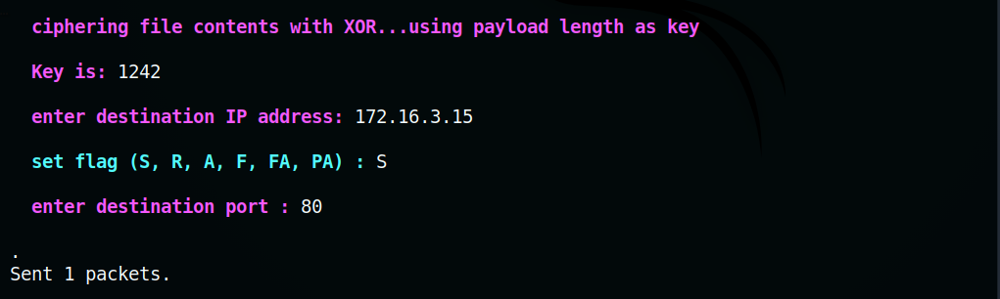 ciphering file contents with XOR...using payload length as key
Key is: 1242
enter destination IP address: 172.16.3.15
set flag (S, R, A, F, FA, PA) : S
enter destination port : 80
.
Sent 1 packets.